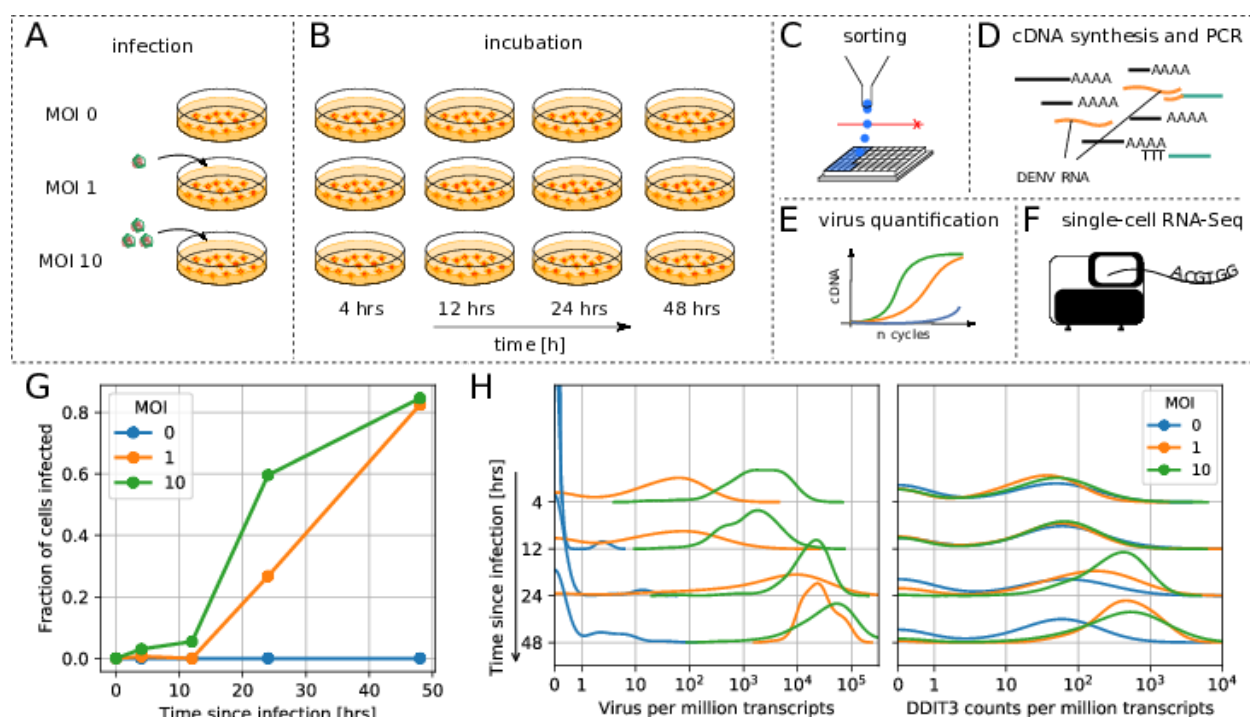 A
infection
MOI 0
MOI 1
MOI 10
B
incubation
4 hrs 12 hrs 24 hrs 48 hrs
time [h]
C
sorting
D
cDNA synthesis and PCR
AAAA
AAAA
AAAA
AAAA
AAAA
TTT
DENV RNA
E
virus quantification
cDNA
n cycles
F
single-cell RNA-Seq
ACGTGG
G
MOI
0
1
10
Fraction of cells infected
0.8
0.6
0.4
0.2
0.0
0 10 20 30 40 50
Time since infection [hrs]
H
Time since infection [hrs]
4
12
24
48
0 1 10 10² 10³ 10⁴ 10⁵
Virus per million transcripts
MOI
0
1
10
4
12
24
48
0 1 10 10² 10³ 10⁴
DDIT3 counts per million transcripts